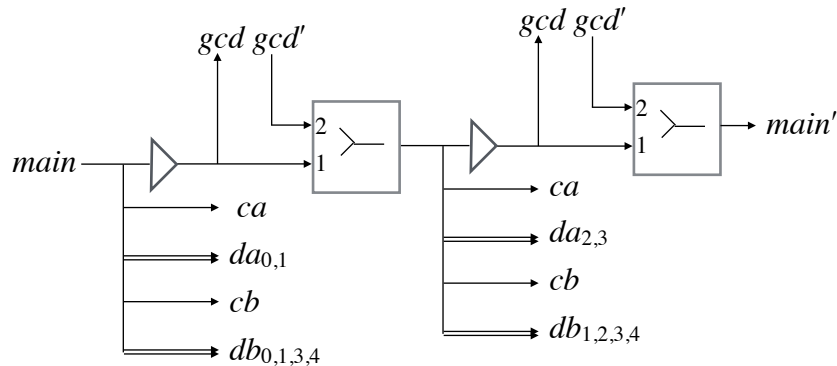 gcd gcd′
gcd gcd′
2
1
2
1
main
main′
ca
da0,1
cb
db0,1,3,4
ca
da2,3
cb
db1,2,3,4